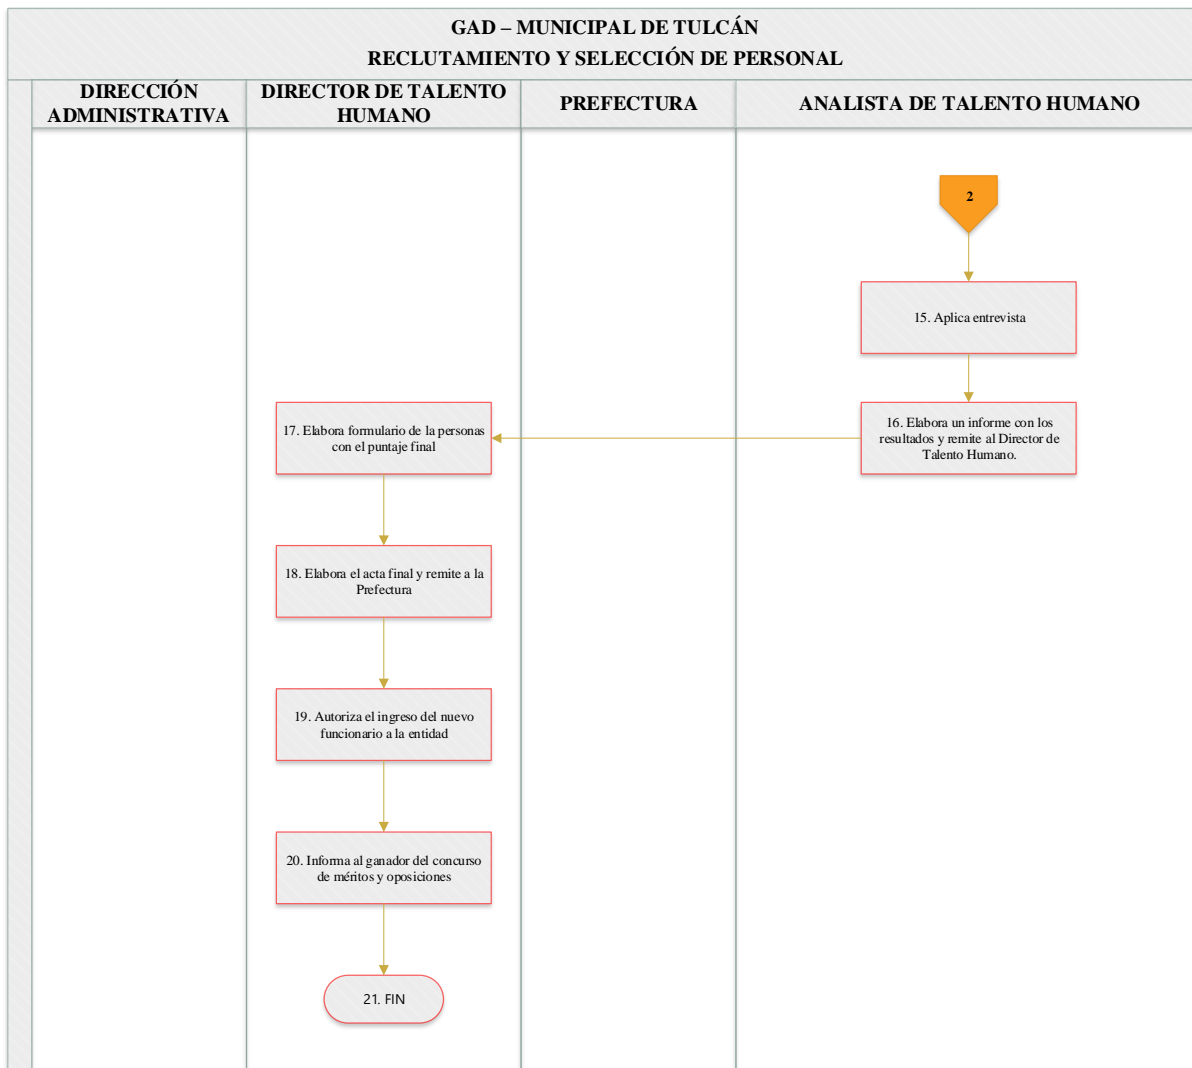 GAD – MUNICIPAL DE TULCÁN
RECLUTAMIENTO Y SELECCIÓN DE PERSONAL
DIRECCIÓN
ADMINISTRATIVA
DIRECTOR DE TALENTO
HUMANO
PREFECTURA
ANALISTA DE TALENTO HUMANO
2
15. Aplica entrevista
16. Elabora un informe con los
resultados y remite al Director de
Talento Humano.
17. Elabora formulario de la personas
con el puntaje final
18. Elabora el acta final y remite a la
Prefectura
19. Autoriza el ingreso del nuevo
funcionario a la entidad
20. Informa al ganador del concurso
de méritos y oposiciones
21. FIN